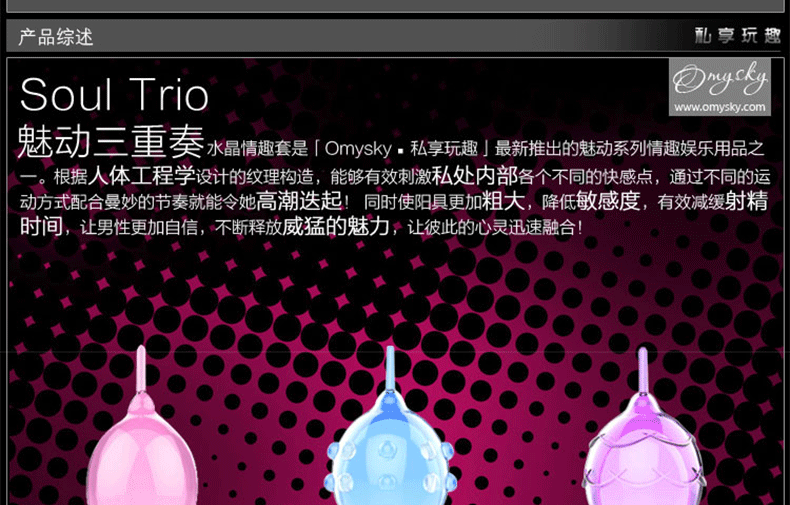 产品综述
私享玩趣
Omysky
www.omysky.com
Soul Trio
魅动三重奏水晶情趣套是「Omysky ▪ 私享玩趣」最新推出的魅动系列情趣娱乐用品之
一。根据人体工程学设计的纹理构造，能够有效刺激私处内部各个不同的快感点，通过不同的运
动方式配合曼妙的节奏就能令她高潮迭起！ 同时使阳具更加粗大，降低敏感度，有效减缓射精
时间，让男性更加自信，不断释放威猛的魅力，让彼此的心灵迅速融合！